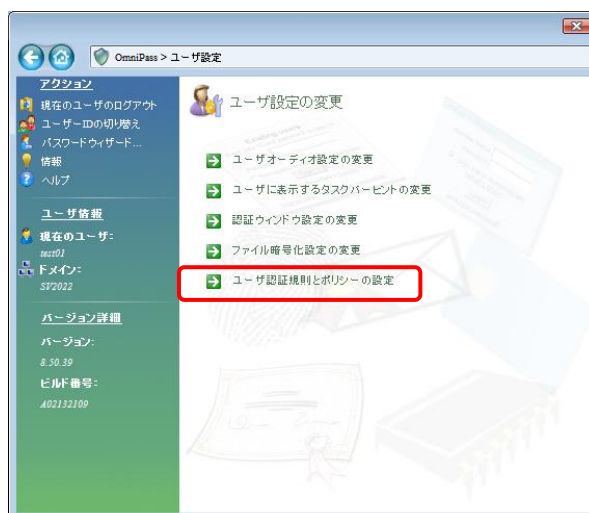 OmniPass > ユーザ設定
アクション
現在のユーザのログアウト
ユーザーIDの切り替え
パスワードウィザード...
情報
ヘルプ
ユーザ情報
現在のユーザ:
test01
ドメイン:
SV2022
バージョン詳細
バージョン:
8.50.39
ビルド番号:
A02132109
ユーザ設定の変更
ユーザオーディオ設定の変更
ユーザに表示するタスクバーヒントの変更
認証ウィンドウ設定の変更
ファイル暗号化設定の変更
ユーザ認証規則とポリシーの設定